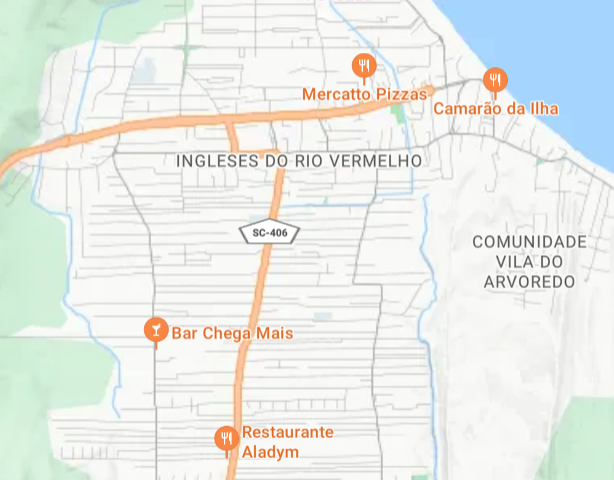 Mercatto Pizzas
Camarão da Ilha
INGLESES DO RIO VERMELHO
SC-406
COMUNIDADE
VILA DO
ARVOREDO
Bar Chega Mais
Restaurante
Aladym